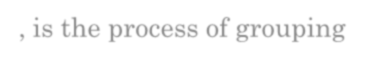 , is the process of grouping